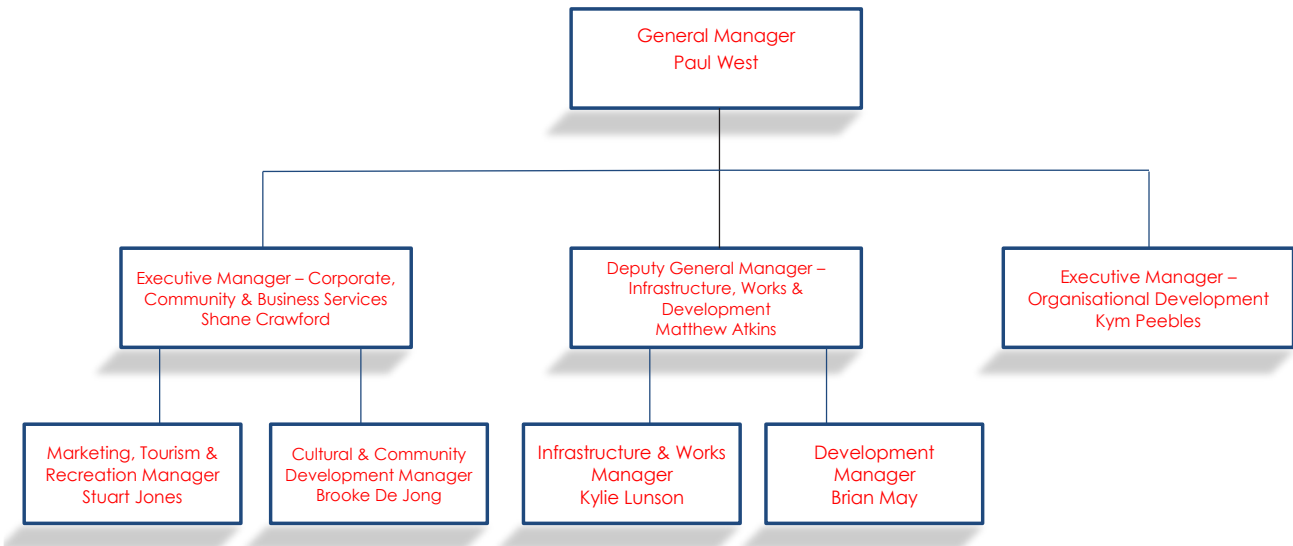 General Manager
Paul West
Executive Manager – Corporate,
Community & Business Services
Shane Crawford
Deputy General Manager –
Infrastructure, Works &
Development
Matthew Atkins
Executive Manager –
Organisational Development
Kym Peebles
Marketing, Tourism &
Recreation Manager
Stuart Jones
Cultural & Community
Development Manager
Brooke De Jong
Infrastructure & Works
Manager
Kylie Lunson
Development
Manager
Brian May